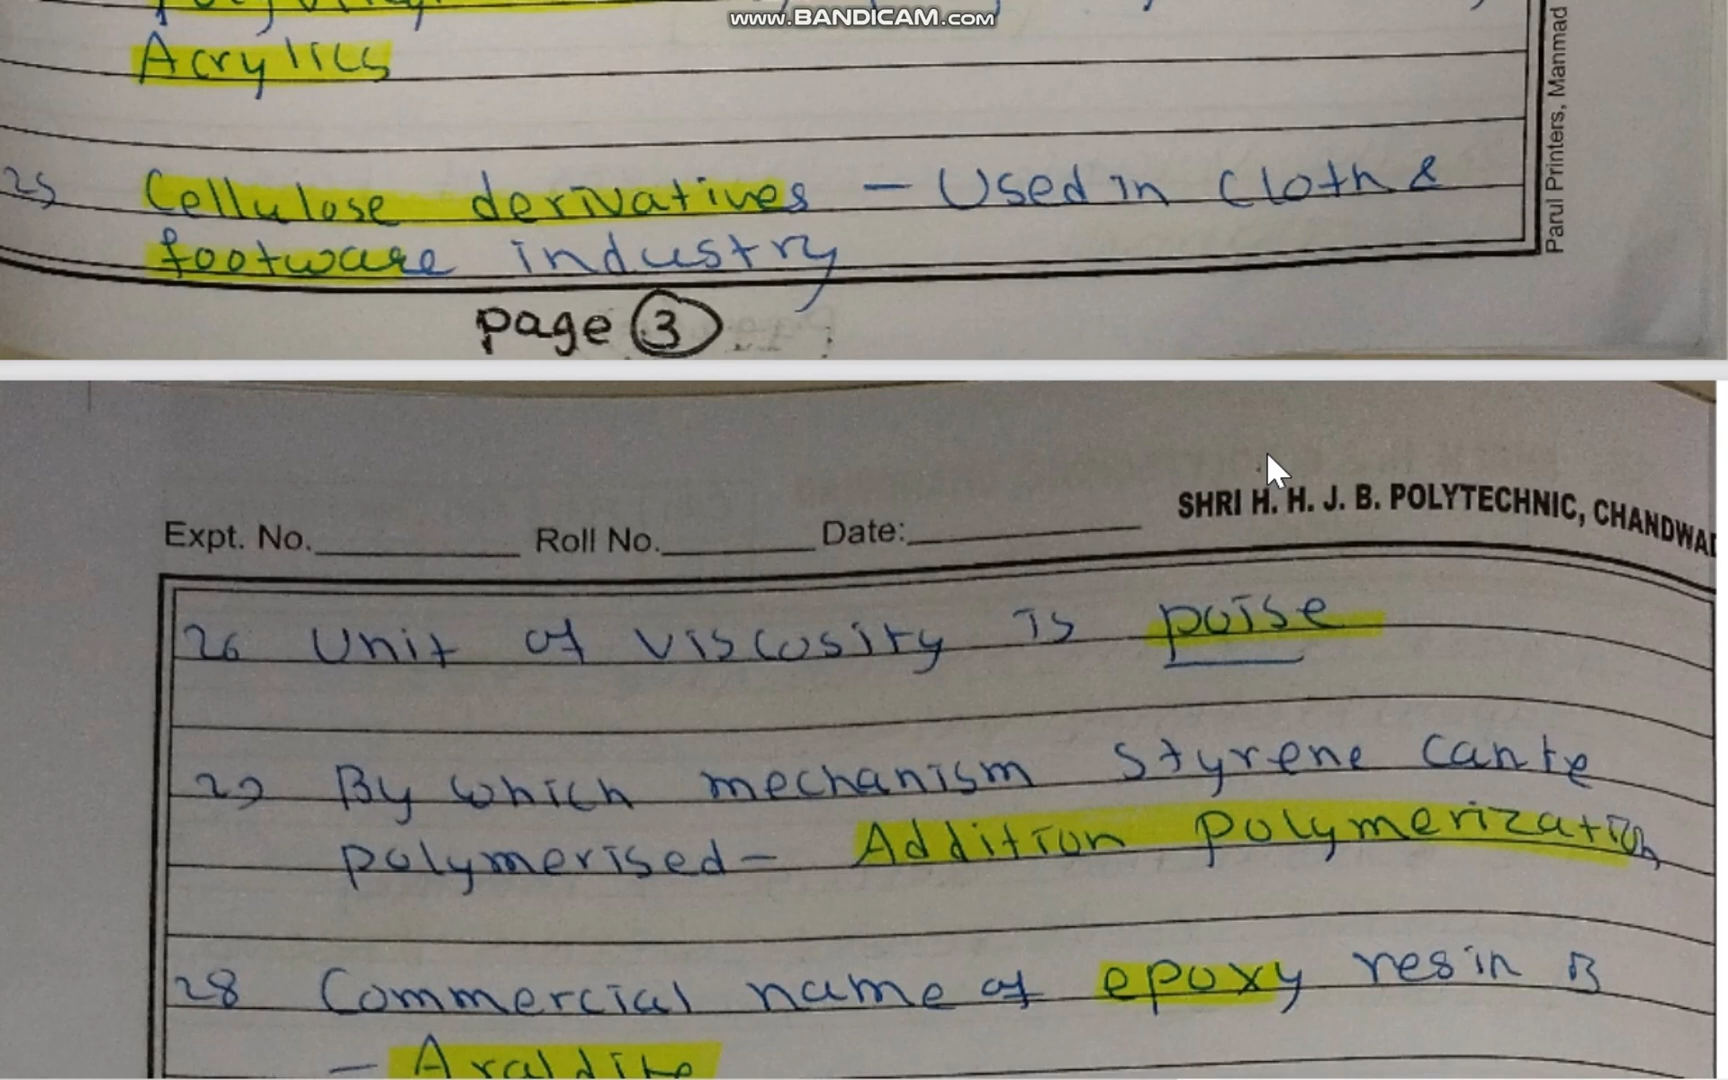 www.BANDICAM.com
Acrylics
Parul Printers, Manmad
25 Cellulose derivatives - Used in Cloth &
footware industry
page 3
SHRI H. H. J. B. POLYTECHNIC, CHANDWA
Expt. No. Roll No. Date:
26 Unit of viscosity is poise
27 By which mechanism Styrene can be
polymerised - Addition polymerization
28 Commercial name of epoxy resin is
- Araldite